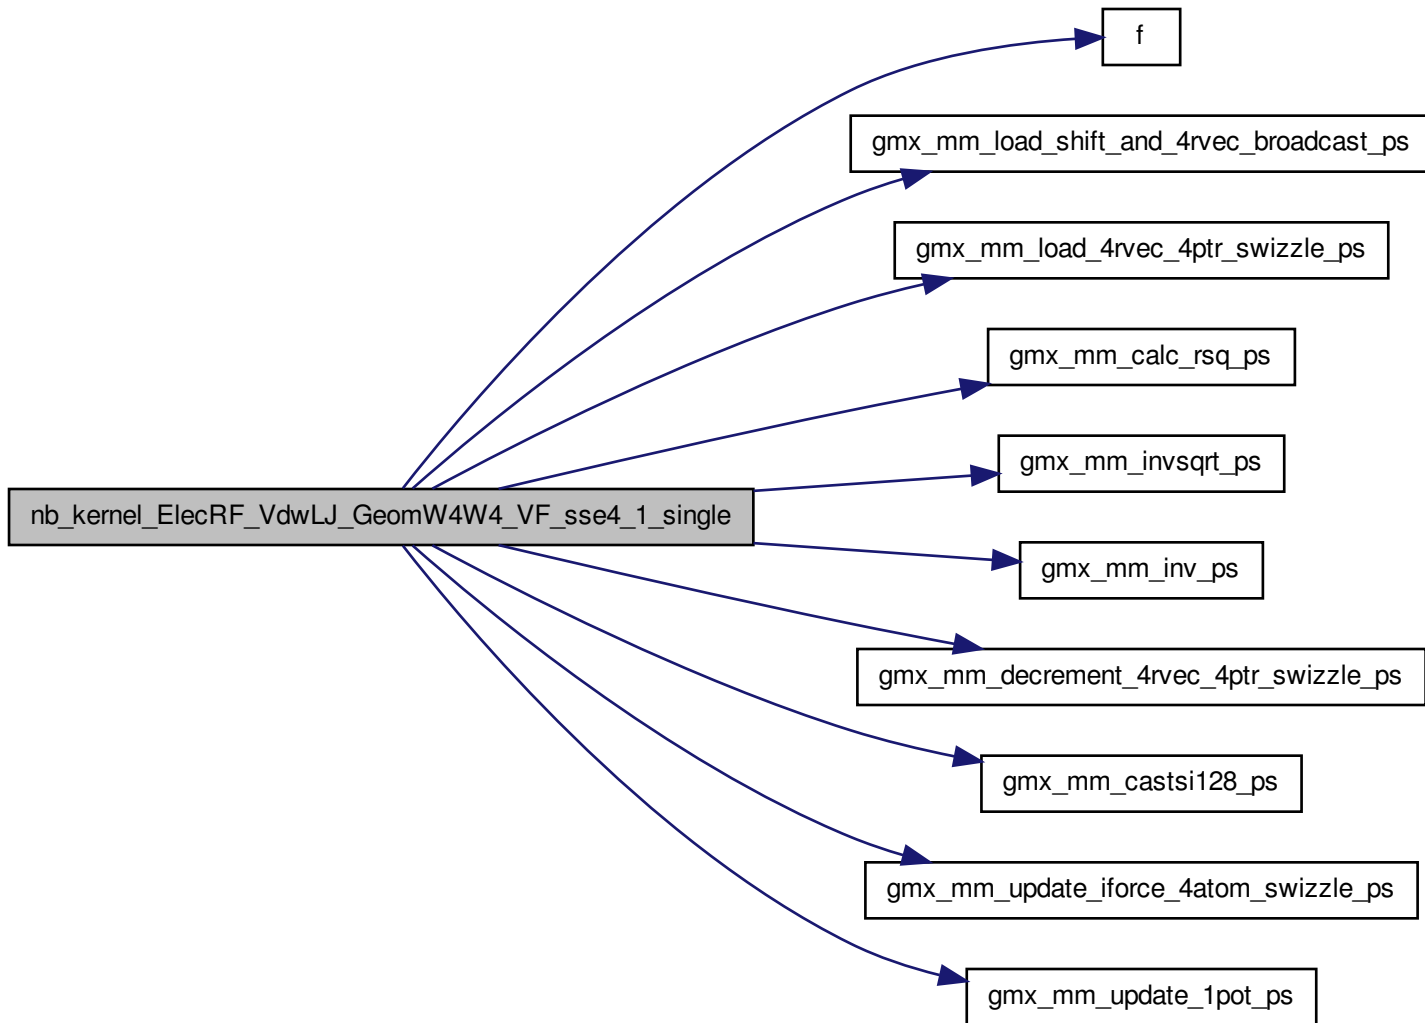 f
gmx_mm_load_shift_and_4rvec_broadcast_ps
gmx_mm_load_4rvec_4ptr_swizzle_ps
gmx_mm_calc_rsq_ps
gmx_mm_invsqrt_ps
nb_kernel_ElecRF_VdwLJ_GeomW4W4_VF_sse4_1_single
gmx_mm_inv_ps
gmx_mm_decrement_4rvec_4ptr_swizzle_ps
gmx_mm_castsi128_ps
gmx_mm_update_iforce_4atom_swizzle_ps
gmx_mm_update_1pot_ps